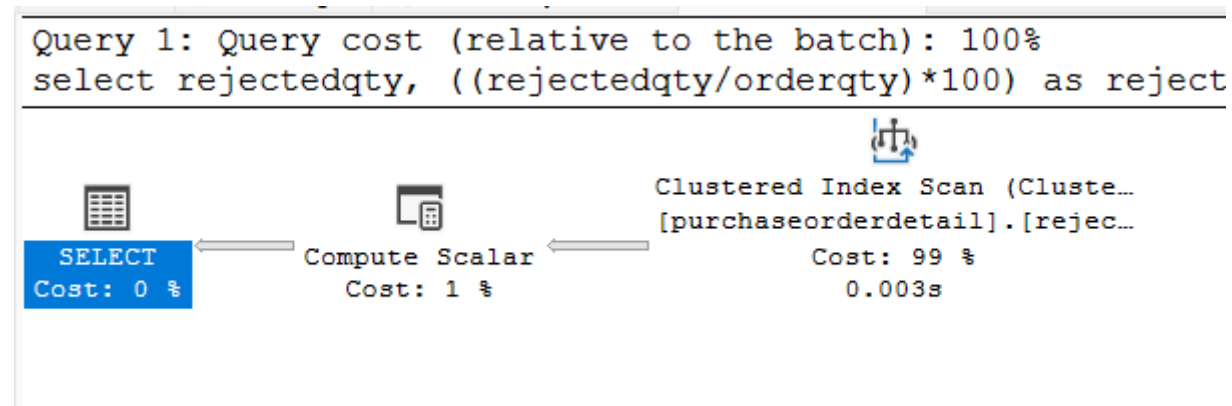 Query 1: Query cost (relative to the batch): 100%
select rejectedqty, ((rejectedqty/orderqty)*100) as reject
Clustered Index Scan (Cluste…
[purchaseorderdetail].[rejec…
SELECT
Compute Scalar
Cost: 99 %
Cost: 0 %
Cost: 1 %
0.003s